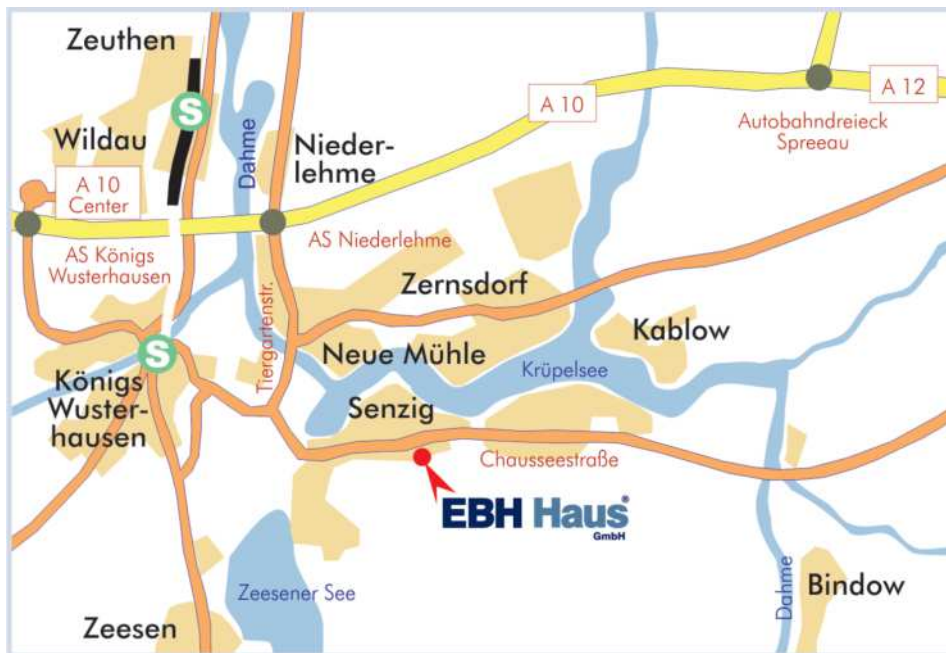 Zeuthen
S
Wildau
Dahme
Nieder-
lehme
A 10
A 12
Autobahndreieck
Spreeau
A 10
Center
AS Königs
Wusterhausen
AS Niederlehme
Tiergartenstr.
Zernsdorf
Kablow
Neue Mühle
Krüpelsee
S
Königs
Wuster-
hausen
Senzig
Chausseestraße
EBH Haus®
GmbH
Zeesener See
Zeesen
Dahme
Bindow